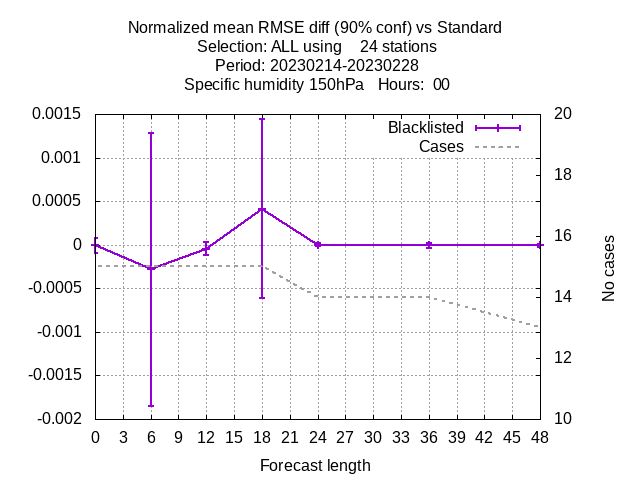 Normalized mean RMSE diff (90% conf) vs Standard
Selection: ALL using 24 stations
Period: 20230214-20230228
Specific humidity 150hPa Hours: 00
0.0015
0.001
0.0005
0
-0.0005
-0.001
-0.0015
-0.002
Blacklisted
Cases
20
18
16
14
12
10
No cases
0 3 6 9 12 15 18 21 24 27 30 33 36 39 42 45 48
Forecast length